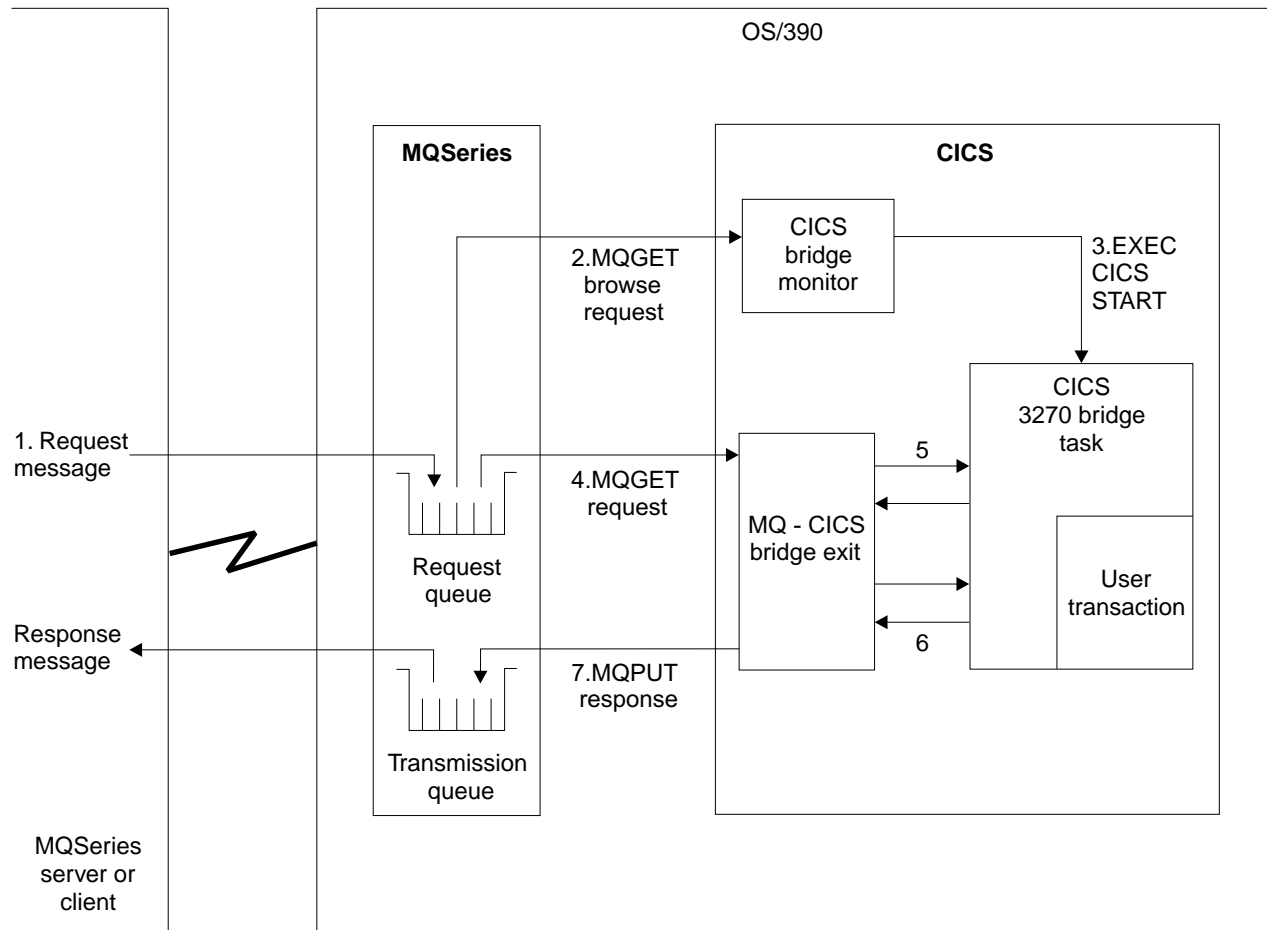 OS/390
MQSeries
CICS
CICS
bridge
monitor
2.MQGET
browse
request
3.EXEC
CICS
START
CICS
3270 bridge
task
1. Request
message
4.MQGET
request
5
MQ - CICS
bridge exit
Request
queue
User
transaction
Response
message
6
7.MQPUT
response
Transmission
queue
MQSeries
server or
client